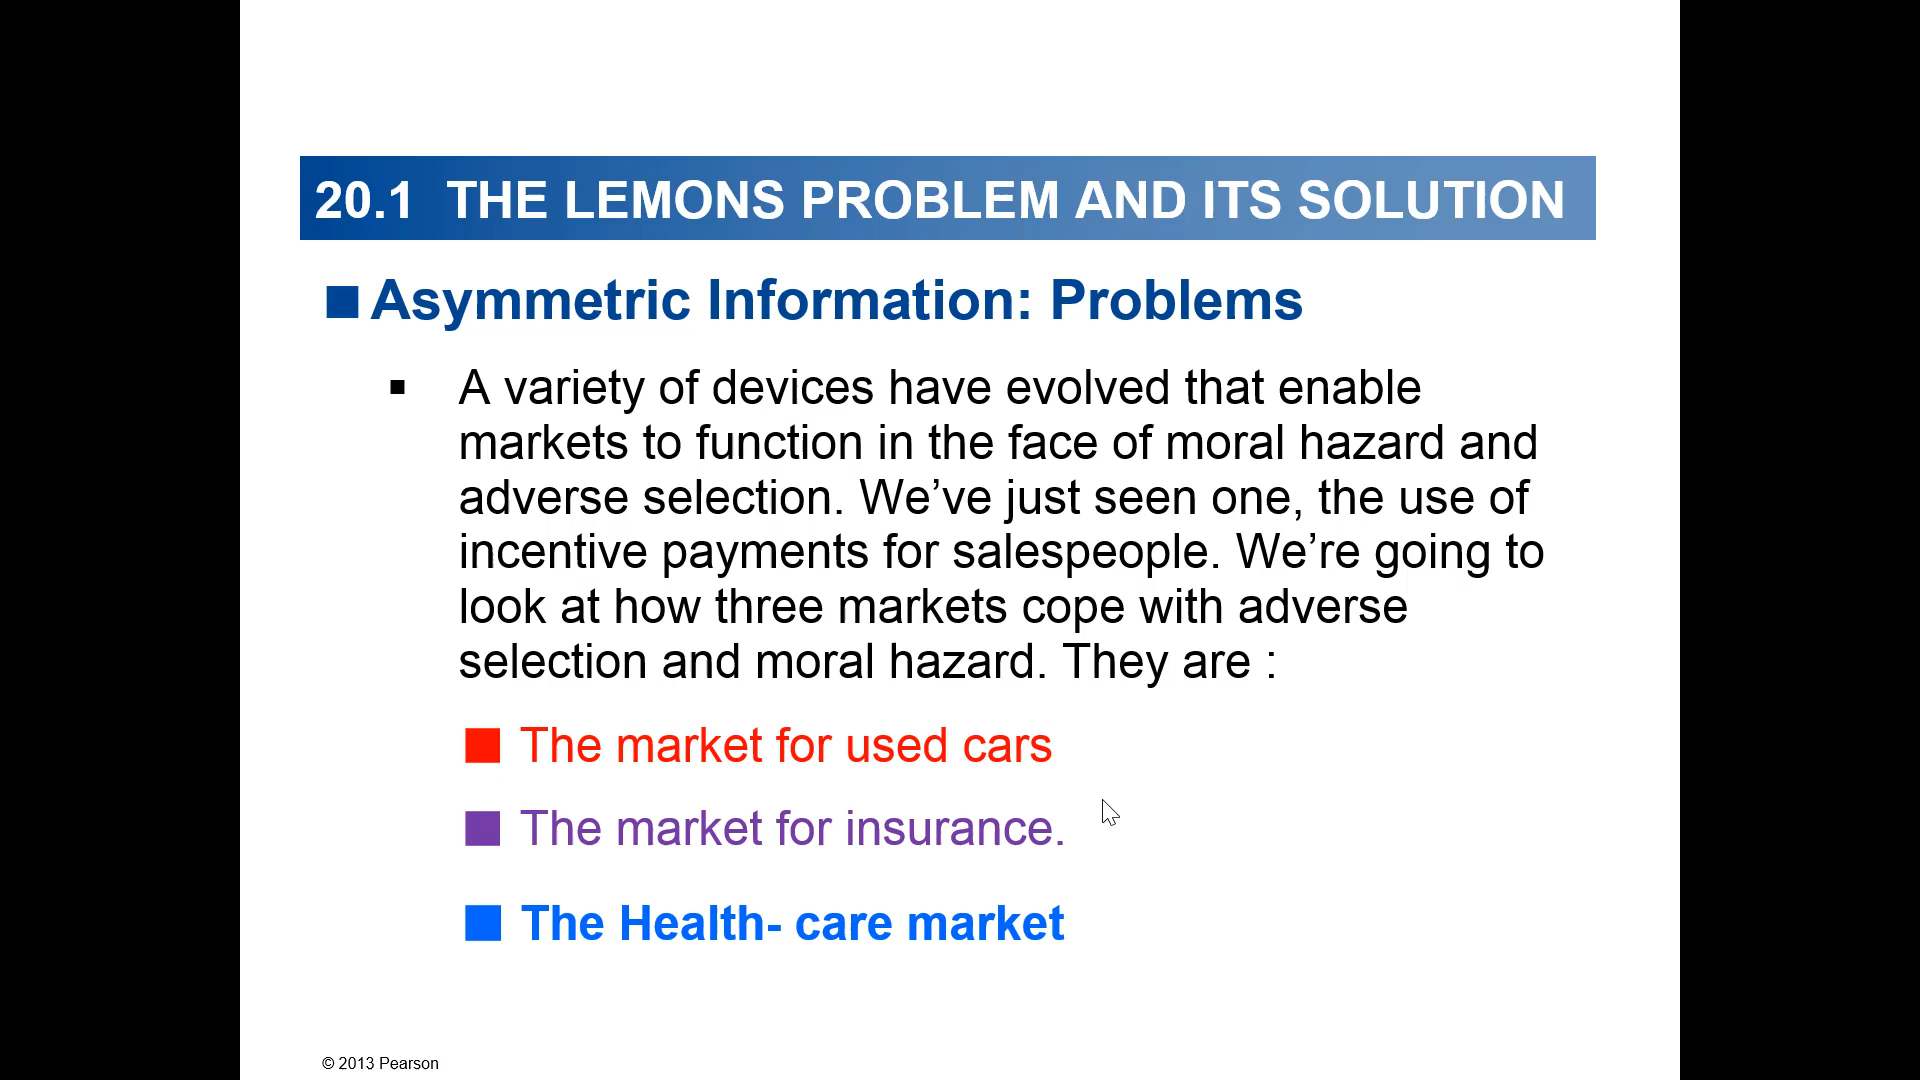 20.1 THE LEMONS PROBLEM AND ITS SOLUTION
Asymmetric Information: Problems
A variety of devices have evolved that enable
markets to function in the face of moral hazard and
adverse selection. We’ve just seen one, the use of
incentive payments for salespeople. We’re going to
look at how three markets cope with adverse
selection and moral hazard. They are :
The market for used cars
The market for insurance.
The Health- care market
© 2013 Pearson